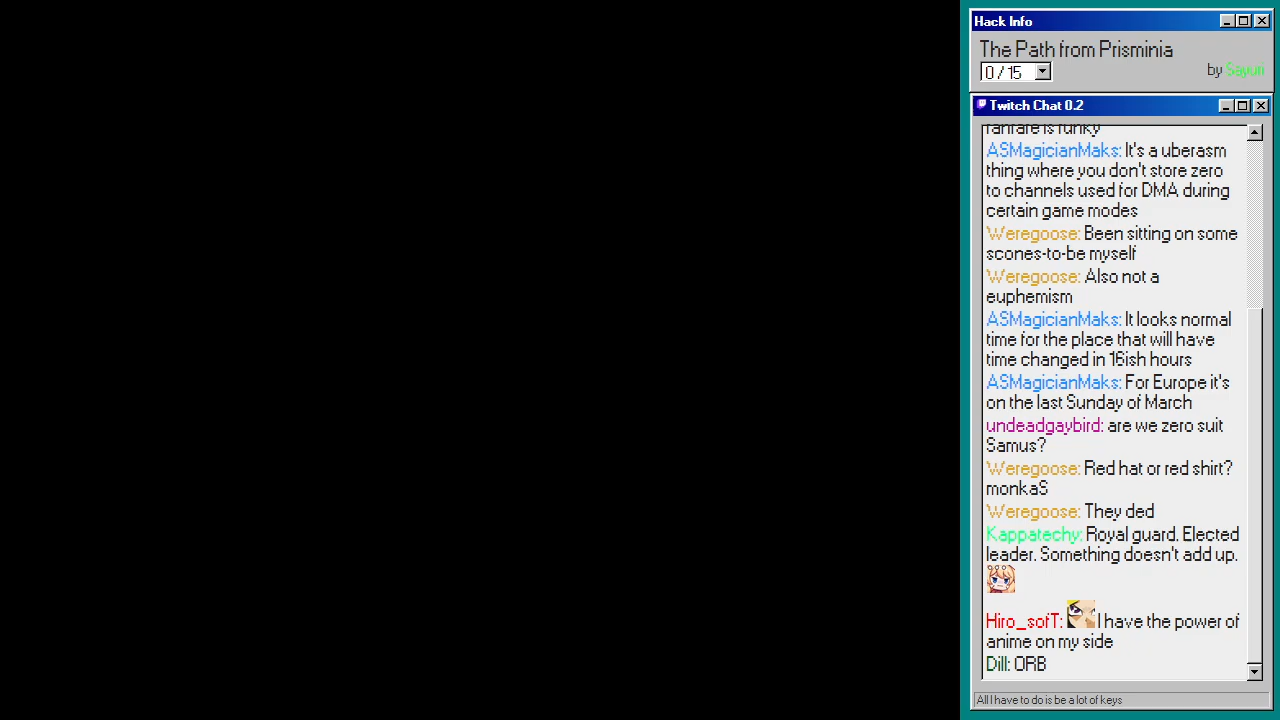 Hack Info
The Path from Prisminia
0 / 15
by Sayuri
Twitch Chat 0.2
fanfare is funky
ASMagicianMaks: It's a uberasm
thing where you don't store zero
to channels used for DMA during
certain game modes
Weregoose: Been sitting on some
scones-to-be myself
Weregoose: Also not a
euphemism
ASMagicianMaks: It looks normal
time for the place that will have
time changed in 16ish hours
ASMagicianMaks: For Europe it's
on the last Sunday of March
undeadgaybird: are we zero suit
Samus?
Weregoose: Red hat or red shirt?
monkaS
Weregoose: They ded
Kappatechy: Royal guard. Elected
leader. Something doesn't add up.
Hiro_sofT: I have the power of
anime on my side
Dill: ORB
All I have to do is be a lot of keys